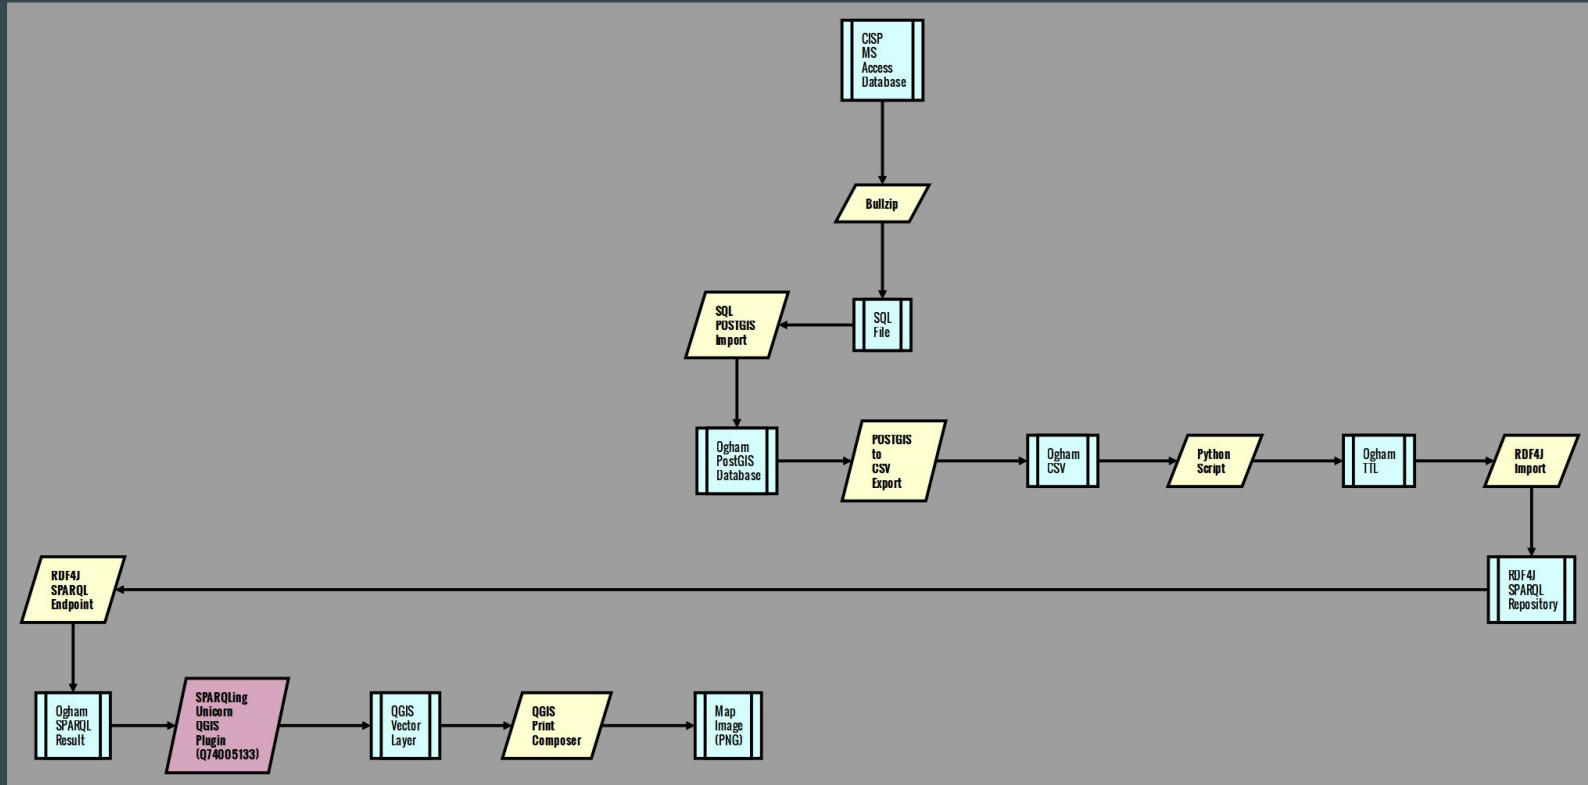 CISP
MS
Access
Database
Bullzip
SQL
File
SQL
POSTGIS
Import
Ogham
PostGIS
Database
POSTGIS
to
CSV
Export
Ogham
CSV
Python
Script
Ogham
TTL
RDF4J
Import
RDF4J
SPARQL
Repository
RDF4J
SPARQL
Endpoint
Ogham
SPARQL
Result
SPARQLing
Unicorn
QGIS
Plugin
(Q74005133)
QGIS
Vector
Layer
QGIS
Print
Composer
Map
Image
(PNG)